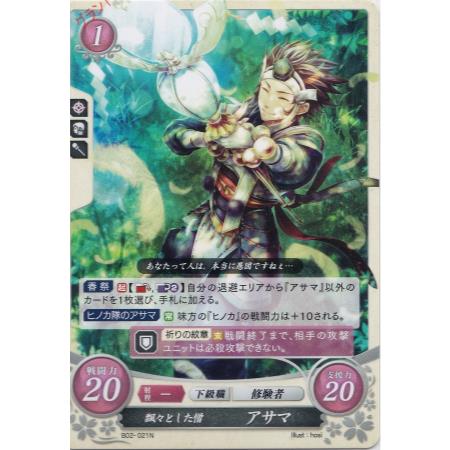 1
あなたって人は、本当に愚図ですねぇ…
春祭 起 自分の退避エリアから『アサマ』以外の
カードを1枚選び、手札に加える。
ヒノカ隊のアサマ 常 味方の『ヒノカ』の戦闘力は+10される。
祈りの紋章 支 戦闘終了まで、相手の攻撃
ユニットは必殺攻撃できない。
戦闘力
20
射程
一
下級職
修験者
支援力
20
飄々とした僧 アサマ
B02-021N
Illust : hosi